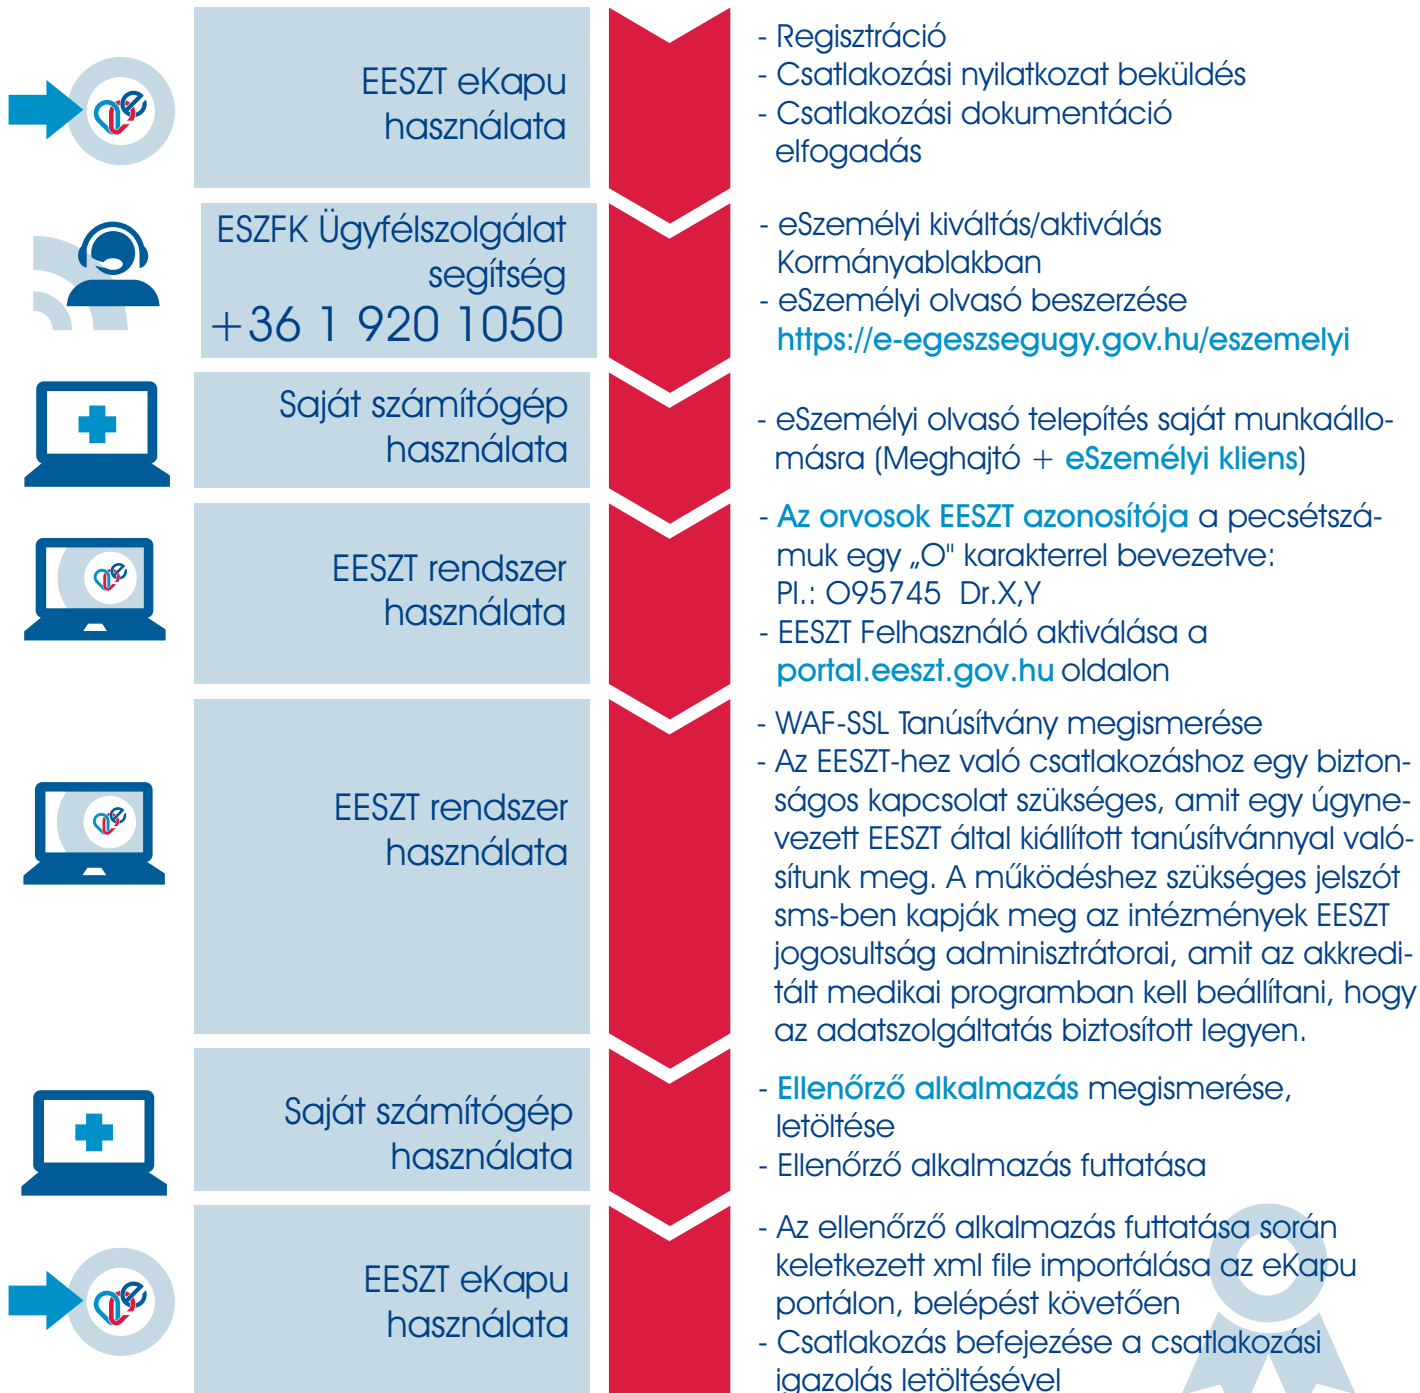 EESZT eKapu
használata
- Regisztráció
- Csatlakozási nyilatkozat beküldés
- Csatlakozási dokumentáció
elfogadás
ESZFK Ügyfélszolgálat
segítség
+36 1 920 1050
- eSzemélyi kiváltás/aktiválás
Kormányablakban
- eSzemélyi olvasó beszerzése
https://e-egeszsegugy.gov.hu/eszemelyi
Saját számítógép
használata
- eSzemélyi olvasó telepítés saját munkaállo-
másra (Meghajtó + eSzemélyi kliens)
EESZT rendszer
használata
- Az orvosok EESZT azonosítója a pecsétszá-
muk egy „O" karakterrel bevezetve:
Pl.: O95745 Dr.X,Y
- EESZT Felhasználó aktiválása a
portal.eeszt.gov.hu oldalon
EESZT rendszer
használata
- WAF-SSL Tanúsítvány megismerése
- Az EESZT-hez való csatlakozáshoz egy bizton-
ságos kapcsolat szükséges, amit egy úgyne-
vezett EESZT által kiállított tanúsítvánnyal való-
sítunk meg. A működéshez szükséges jelszót
sms-ben kapják meg az intézmények EESZT
jogosultság adminisztrátorai, amit az akkredi-
tált medikai programban kell beállítani, hogy
az adatszolgáltatás biztosított legyen.
Saját számítógép
használata
- Ellenőrző alkalmazás megismerése,
letöltése
- Ellenőrző alkalmazás futtatása
EESZT eKapu
használata
- Az ellenőrző alkalmazás futtatása során
keletkezett xml file importálása az eKapu
portálon, belépést követően
- Csatlakozás befejezése a csatlakozási
igazolás letöltésével